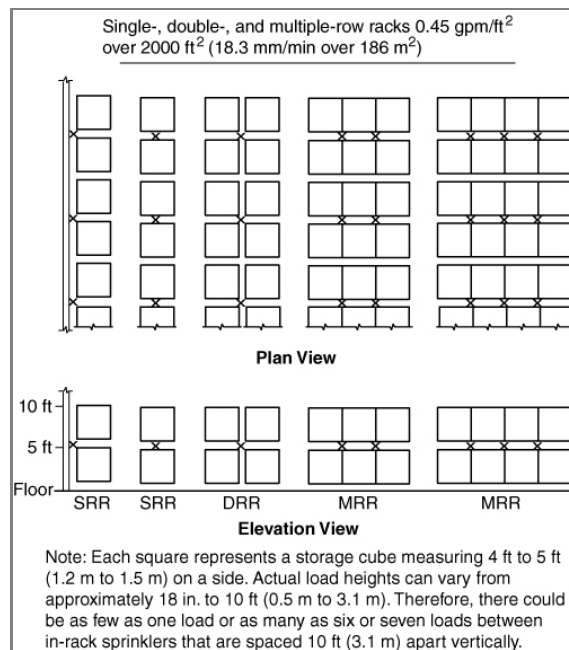 Single-, double-, and multiple-row racks 0.45 gpm/ft²
over 2000 ft² (18.3 mm/min over 186 m²)
Plan View
10 ft
5 ft
Floor
SRR SRR DRR MRR MRR
Elevation View
Note: Each square represents a storage cube measuring 4 ft to 5 ft
(1.2 m to 1.5 m) on a side. Actual load heights can vary from
approximately 18 in. to 10 ft (0.5 m to 3.1 m). Therefore, there could
be as few as one load or as many as six or seven loads between
in-rack sprinklers that are spaced 10 ft (3.1 m) apart vertically.